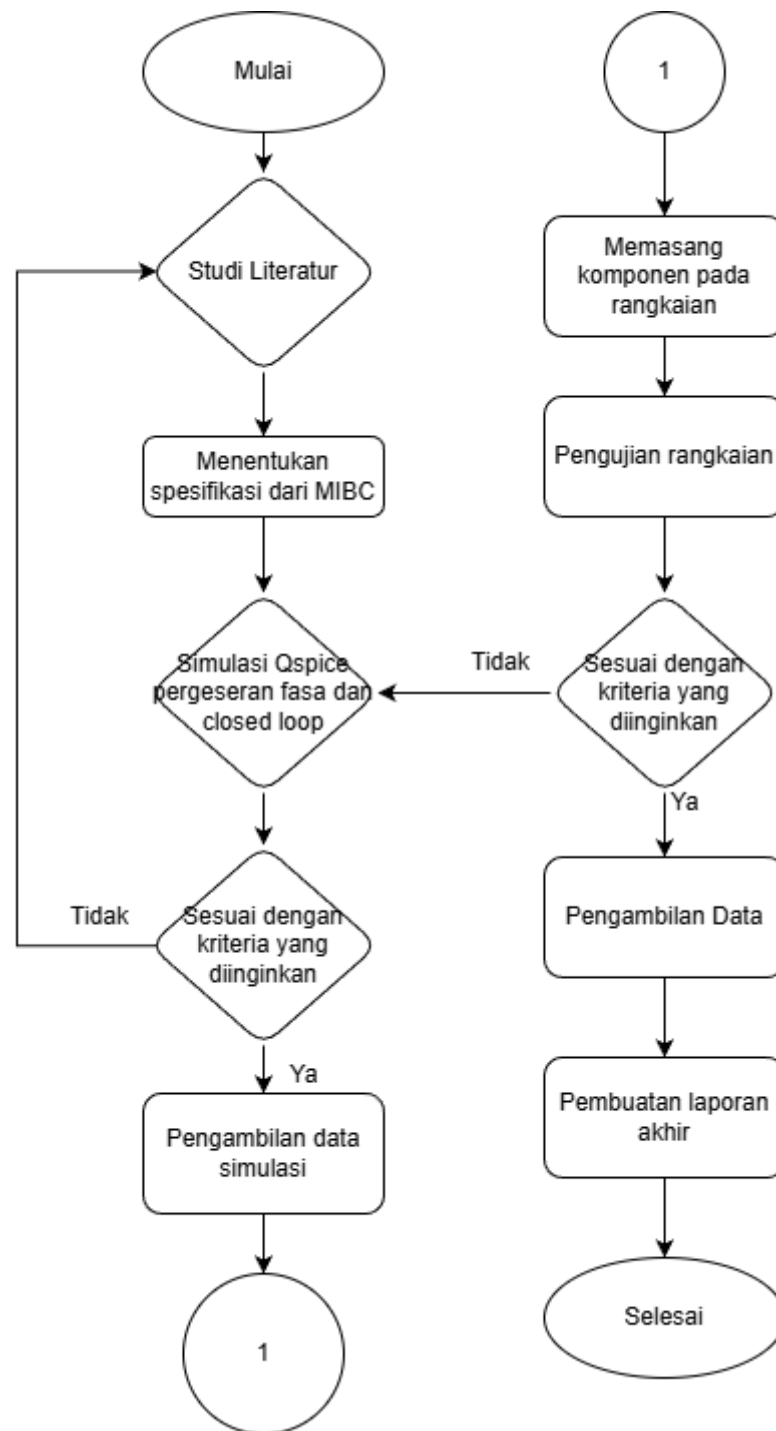 Mulai
Studi Literatur
Menentukan
spesifikasi dari MIBC
Simulasi Qspice
pergeseran fasa dan
closed loop
Sesuai dengan
kriteria yang
diinginkan
Tidak
Ya
Pengambilan data
simulasi
1
1
Memasang
komponen pada
rangkaian
Pengujian rangkaian
Sesuai dengan
kriteria yang
diinginkan
Tidak
Ya
Pengambilan Data
Pembuatan laporan
akhir
Selesai